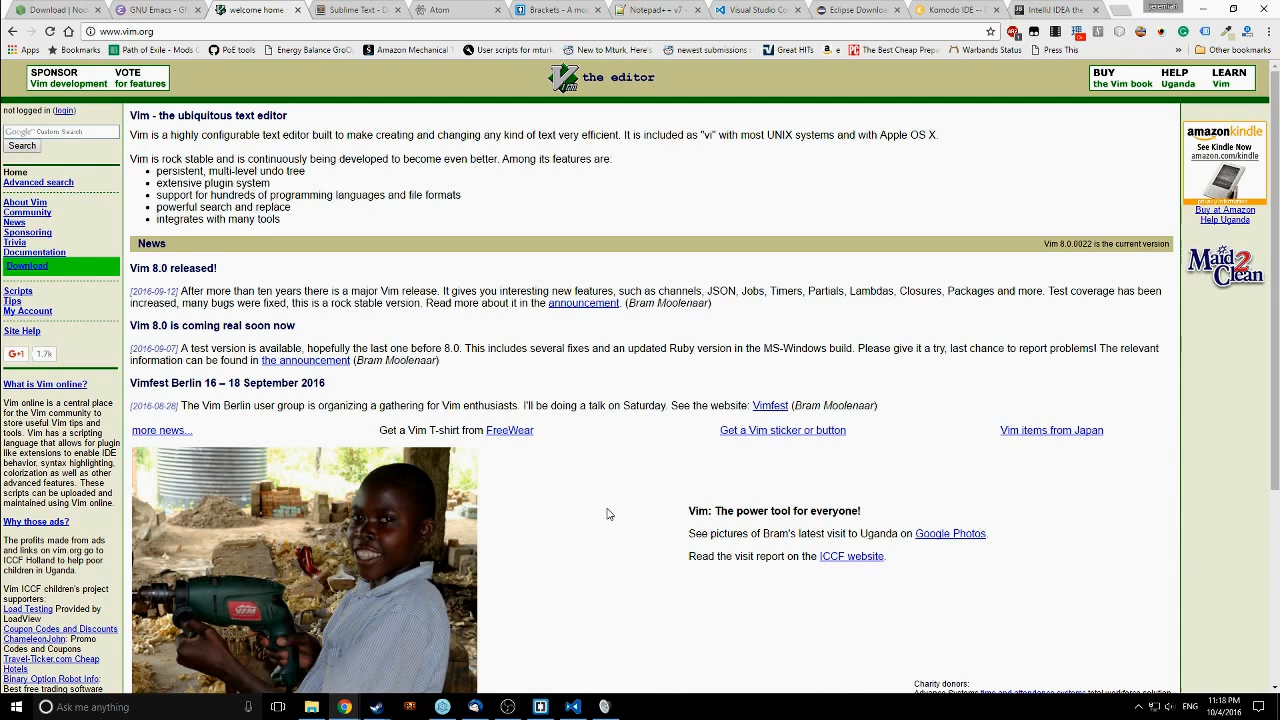 Download | Node
GNU Emacs - G
welcome home
Sublime Text - D
Atom
Brackets - A mod
Notepad++ v7 -
Visual Studio Co
Eclipse Downloa
Komodo IDE --
IntelliJ IDEA the
jeremiah
www.vim.org
Apps
Bookmarks
Path of Exile - Mods
PoE tools
Energy Balance GroC
Amazon Mechanical T
User scripts for mturk
New to Mturk, Here's
newest submissions
Great HITs
e
The Best Cheap Prepa
Warbands Status
Press This
»
Other bookmarks
SPONSOR VOTE
Vim development for features
the editor
BUY HELP LEARN
the Vim book Uganda Vim
not logged in (login)
Google Custom Search
Search
Home
Advanced search
About Vim
Community
News
Sponsoring
Trivia
Documentation
Download
Scripts
Tips
My Account
Site Help
G+1 1.7k
What is Vim online?
Vim online is a central place
for the Vim community to
store useful Vim tips and
tools. Vim has a scripting
language that allows for plugin
like extensions to enable IDE
behavior, syntax highlighting,
colorization as well as other
advanced features. These
scripts can be uploaded and
maintained using Vim online.
Why those ads?
The profits made from ads
and links on vim.org go to
ICCF Holland to help poor
children in Uganda.
Vim ICCF children's project
supporters:
Load Testing Provided by
LoadView
Coupon Codes and Discounts
ChameleonJohn: Promo
Codes and Coupons
Travel-Ticker.com Cheap
Hotels
Binary Option Robot Info:
Best free trading software
Vim - the ubiquitous text editor
Vim is a highly configurable text editor built to make creating and changing any kind of text very efficient. It is included as "vi" with most UNIX systems and with Apple OS X.
Vim is rock stable and is continuously being developed to become even better. Among its features are:
• persistent, multi-level undo tree
• extensive plugin system
• support for hundreds of programming languages and file formats
• powerful search and replace
• integrates with many tools
News
Vim 8.0.0022 is the current version
Vim 8.0 released!
[2016-09-12] After more than ten years there is a major Vim release. It gives you interesting new features, such as channels, JSON, Jobs, Timers, Partials, Lambdas, Closures, Packages and more. Test coverage has been
increased, many bugs were fixed, this is a rock stable version. Read more about it in the announcement. (Bram Moolenaar)
Vim 8.0 is coming real soon now
[2016-09-07] A test version is available, hopefully the last one before 8.0. This includes several fixes and an updated Ruby version in the MS-Windows build. Please give it a try, last chance to report problems! The relevant
information can be found in the announcement (Bram Moolenaar)
Vimfest Berlin 16 – 18 September 2016
[2016-08-28] The Vim Berlin user group is organizing a gathering for Vim enthusiasts. I'll be doing a talk on Saturday. See the website: Vimfest (Bram Moolenaar)
more news...
Get a Vim T-shirt from FreeWear
Get a Vim sticker or button
Vim items from Japan
VIM
Vim: The power tool for everyone!
See pictures of Bram's latest visit to Uganda on Google Photos.
Read the visit report on the ICCF website.
Charity donors:
Advance Systems time and attendance systems total workforce solution
amazonkindle
See Kindle Now
amazon.com/kindle
privacy information
Buy at Amazon
Help Uganda
Maid2
Clean
Ask me anything
ENG
11:18 PM
10/4/2016